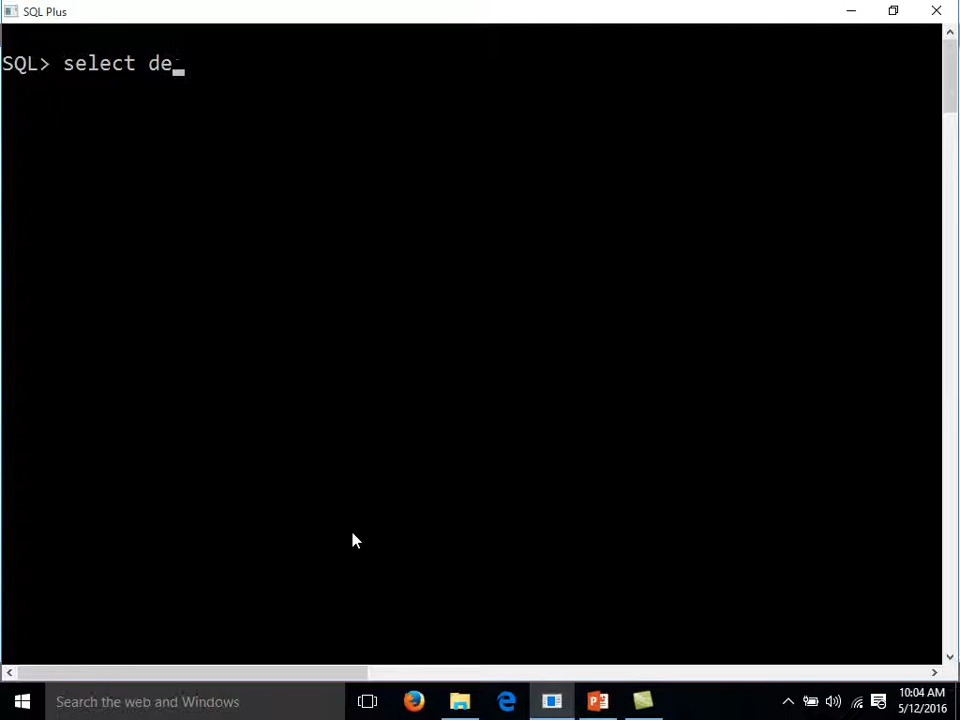 SQL Plus
SQL> select de_
Search the web and Windows
10:04 AM
5/12/2016